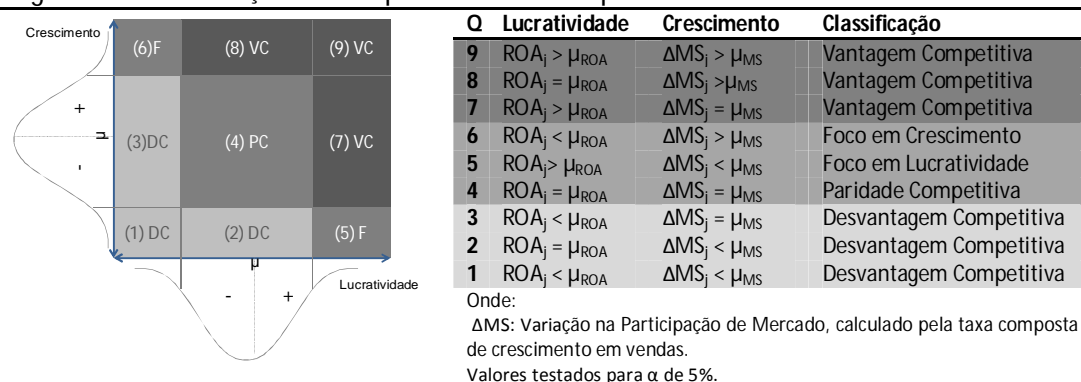 Crescimento
(6)F (8) VC (9) VC
+
μ
(3)DC (4) PC (7) VC
-
(1) DC (2) DC (5) F
μ
Lucratividade
- +
Q Lucratividade Crescimento Classificação
9 ROAj > μROA ΔMSj > μMS Vantagem Competitiva
8 ROAj = μROA ΔMSj >μMS Vantagem Competitiva
7 ROAj > μROA ΔMSj = μMS Vantagem Competitiva
6 ROAj < μROA ΔMSj > μMS Foco em Crescimento
5 ROAj> μROA ΔMSj < μMS Foco em Lucratividade
4 ROAj = μROA ΔMSj = μMS Paridade Competitiva
3 ROAj < μROA ΔMSj = μMS Desvantagem Competitiva
2 ROAj = μROA ΔMSj < μMS Desvantagem Competitiva
1 ROAj < μROA ΔMSj < μMS Desvantagem Competitiva
Onde:
ΔMS: Variação na Participação de Mercado, calculado pela taxa composta
de crescimento em vendas.
Valores testados para α de 5%.